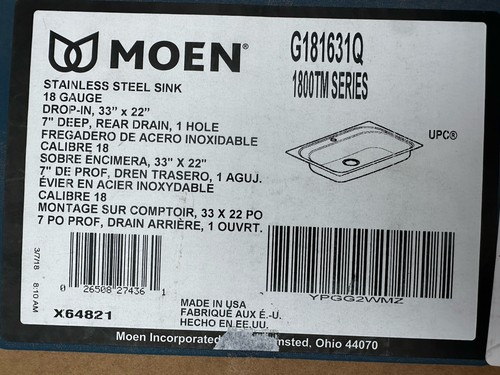 MOEN®
G181631Q
1800TM SERIES
STAINLESS STEEL SINK
18 GAUGE
DROP-IN, 33" x 22"
7" DEEP, REAR DRAIN, 1 HOLE
FREGADERO DE ACERO INOXIDABLE
CALIBRE 18
SOBRE ENCIMERA, 33" X 22"
7" DE PROF, DREN TRASERO, 1 AGUJ.
ÉVIER EN ACIER INOXYDABLE
CALIBRE 18
MONTAGE SUR COMPTOIR, 33 X 22 PO
7 PO PROF, DRAIN ARRIÈRE, 1 OUVRT.
UPC®
3/7/18 8:10 AM
0 26508 27436 1
X64821
YPGG2WMZ
MADE IN USA
FABRIQUE AUX É.-U.
HECHO EN EE.UU.
Moen Incorporated
Ohio 44070